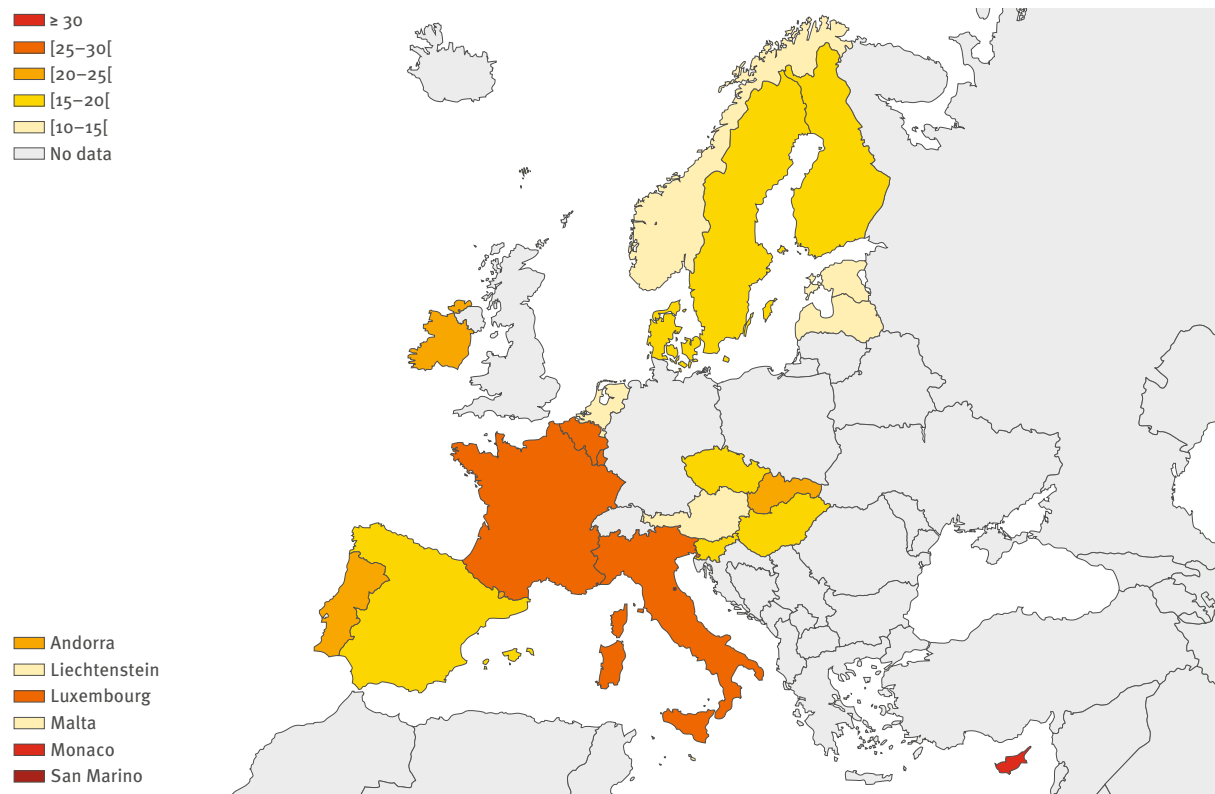 ≥ 30
[25–30[
[20–25[
[15–20[
[10–15[
No data
Andorra
Liechtenstein
Luxembourg
Malta
Monaco
San Marino